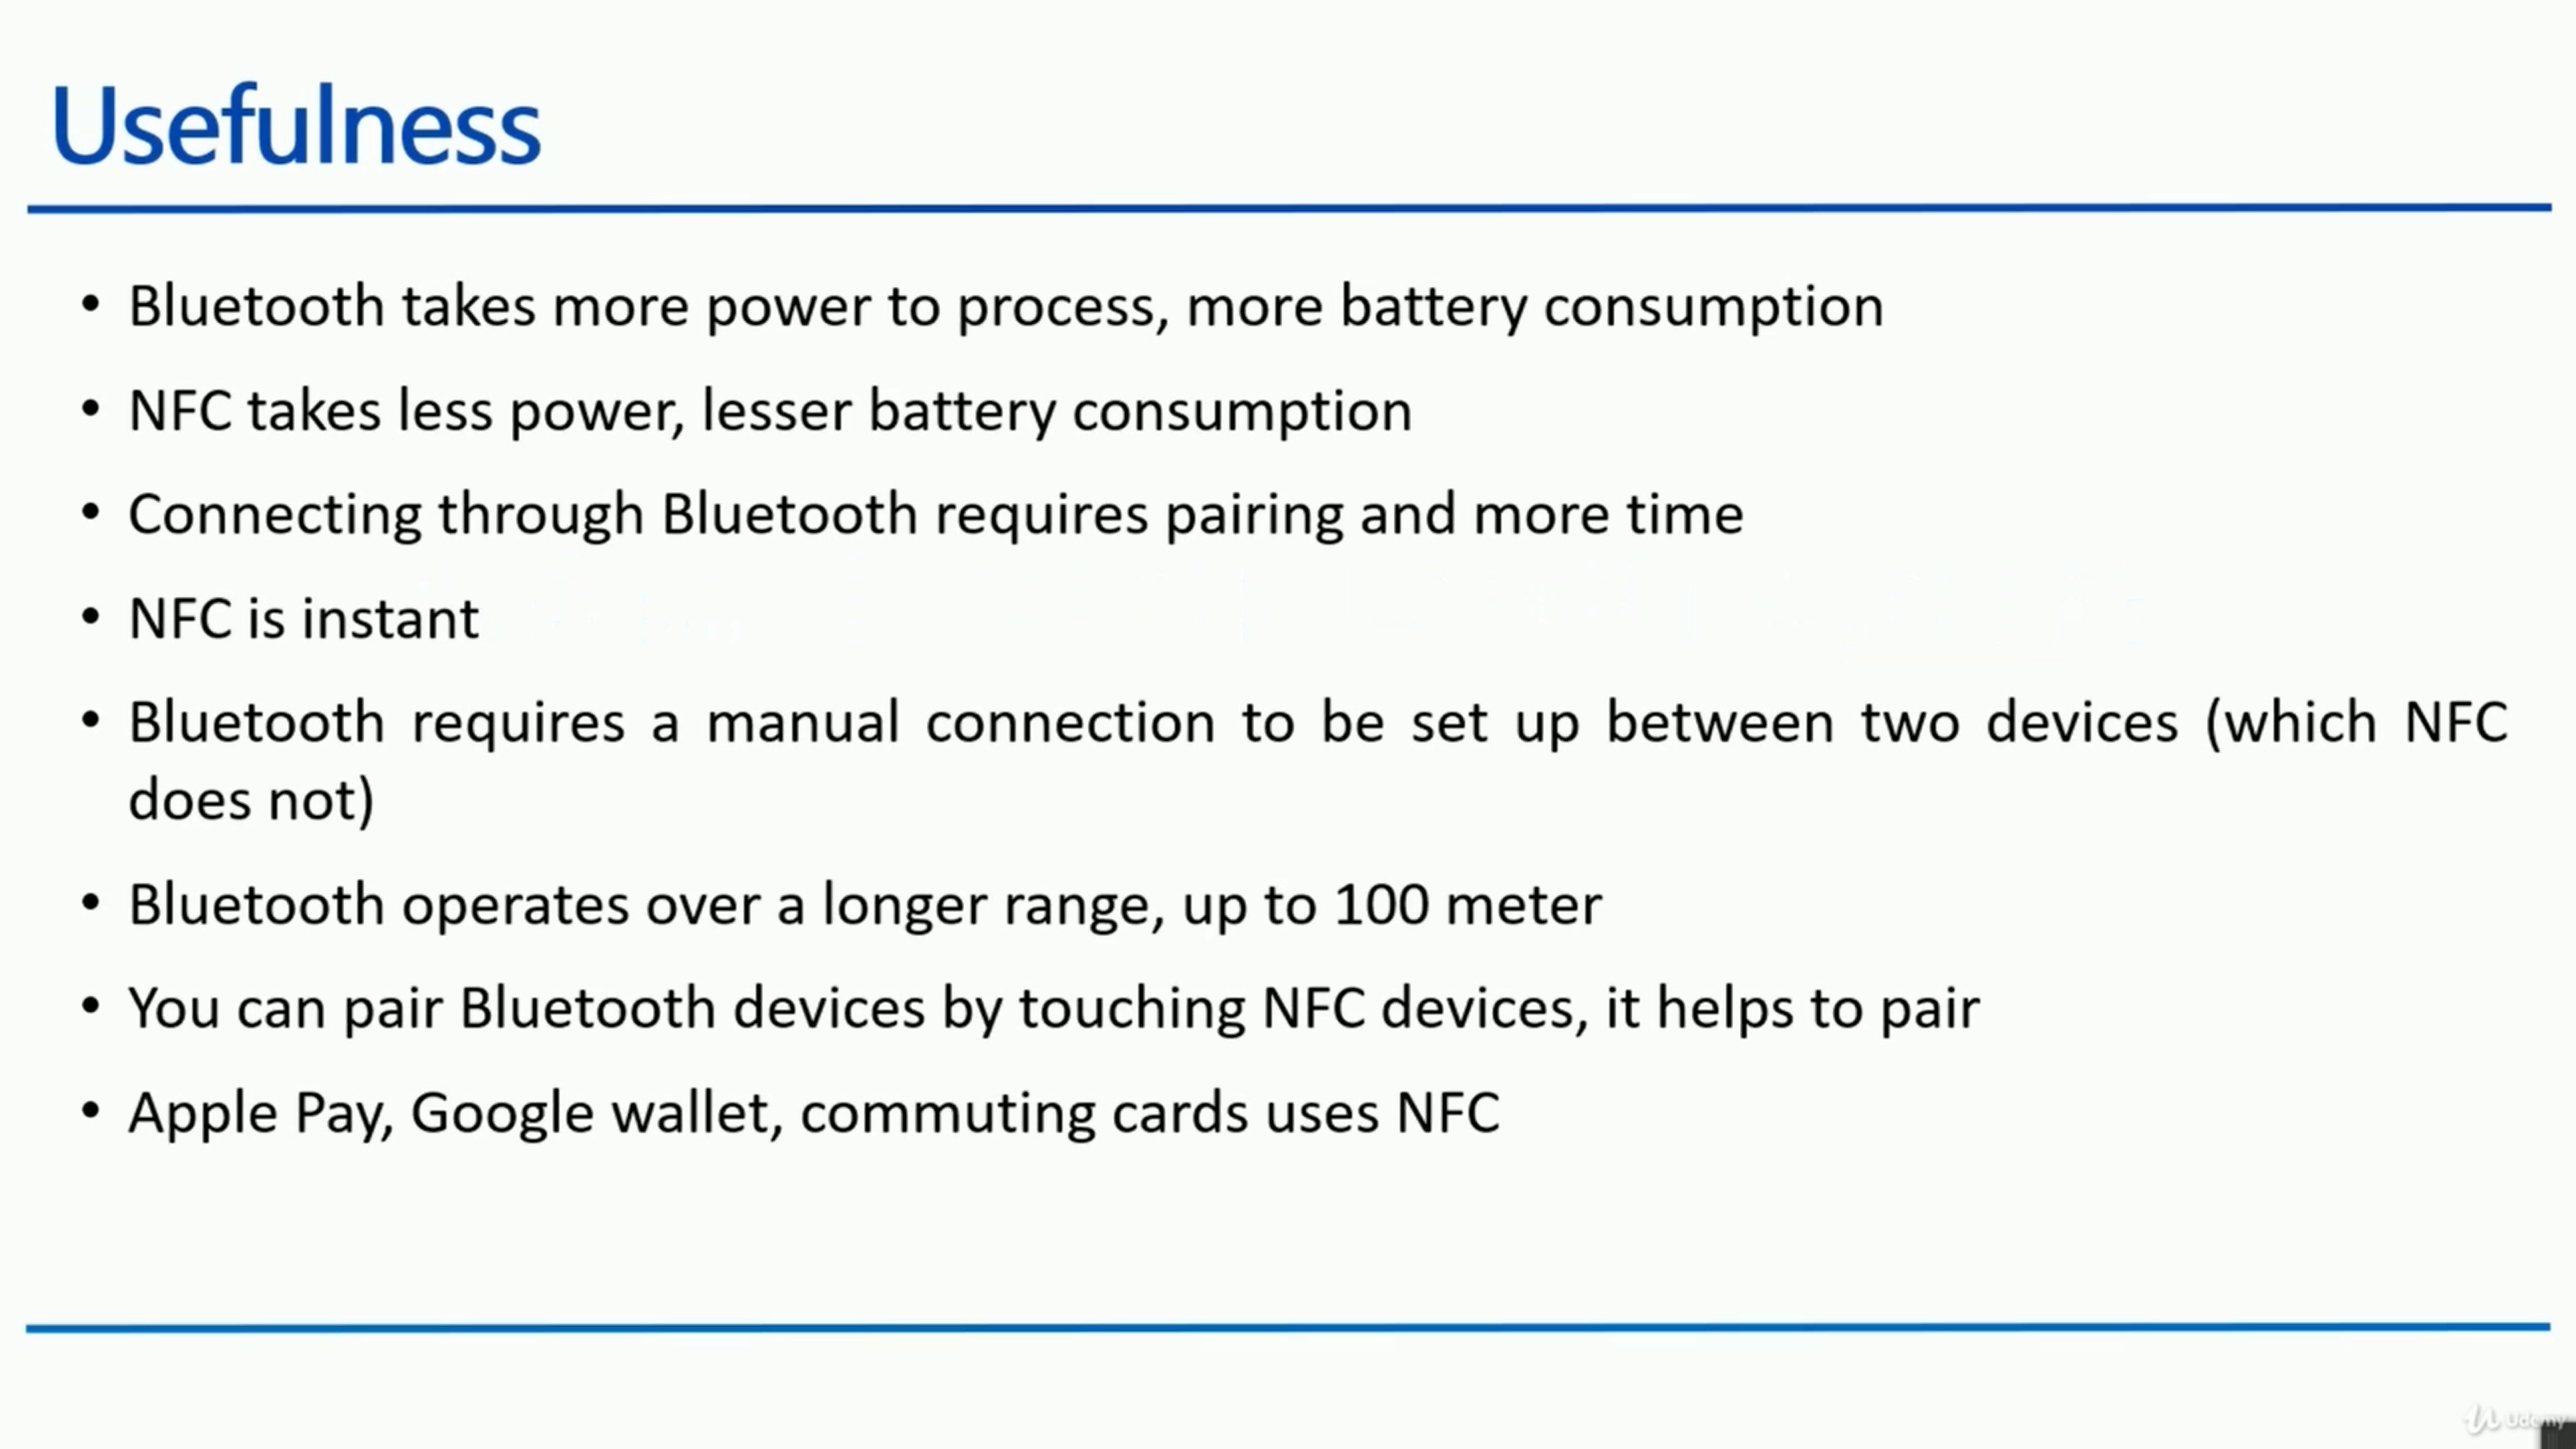 Usefulness
• Bluetooth takes more power to process, more battery consumption
• NFC takes less power, lesser battery consumption
• Connecting through Bluetooth requires pairing and more time
• NFC is instant
• Bluetooth requires a manual connection to be set up between two devices (which NFC
does not)
• Bluetooth operates over a longer range, up to 100 meter
• You can pair Bluetooth devices by touching NFC devices, it helps to pair
• Apple Pay, Google wallet, commuting cards uses NFC
Udemy